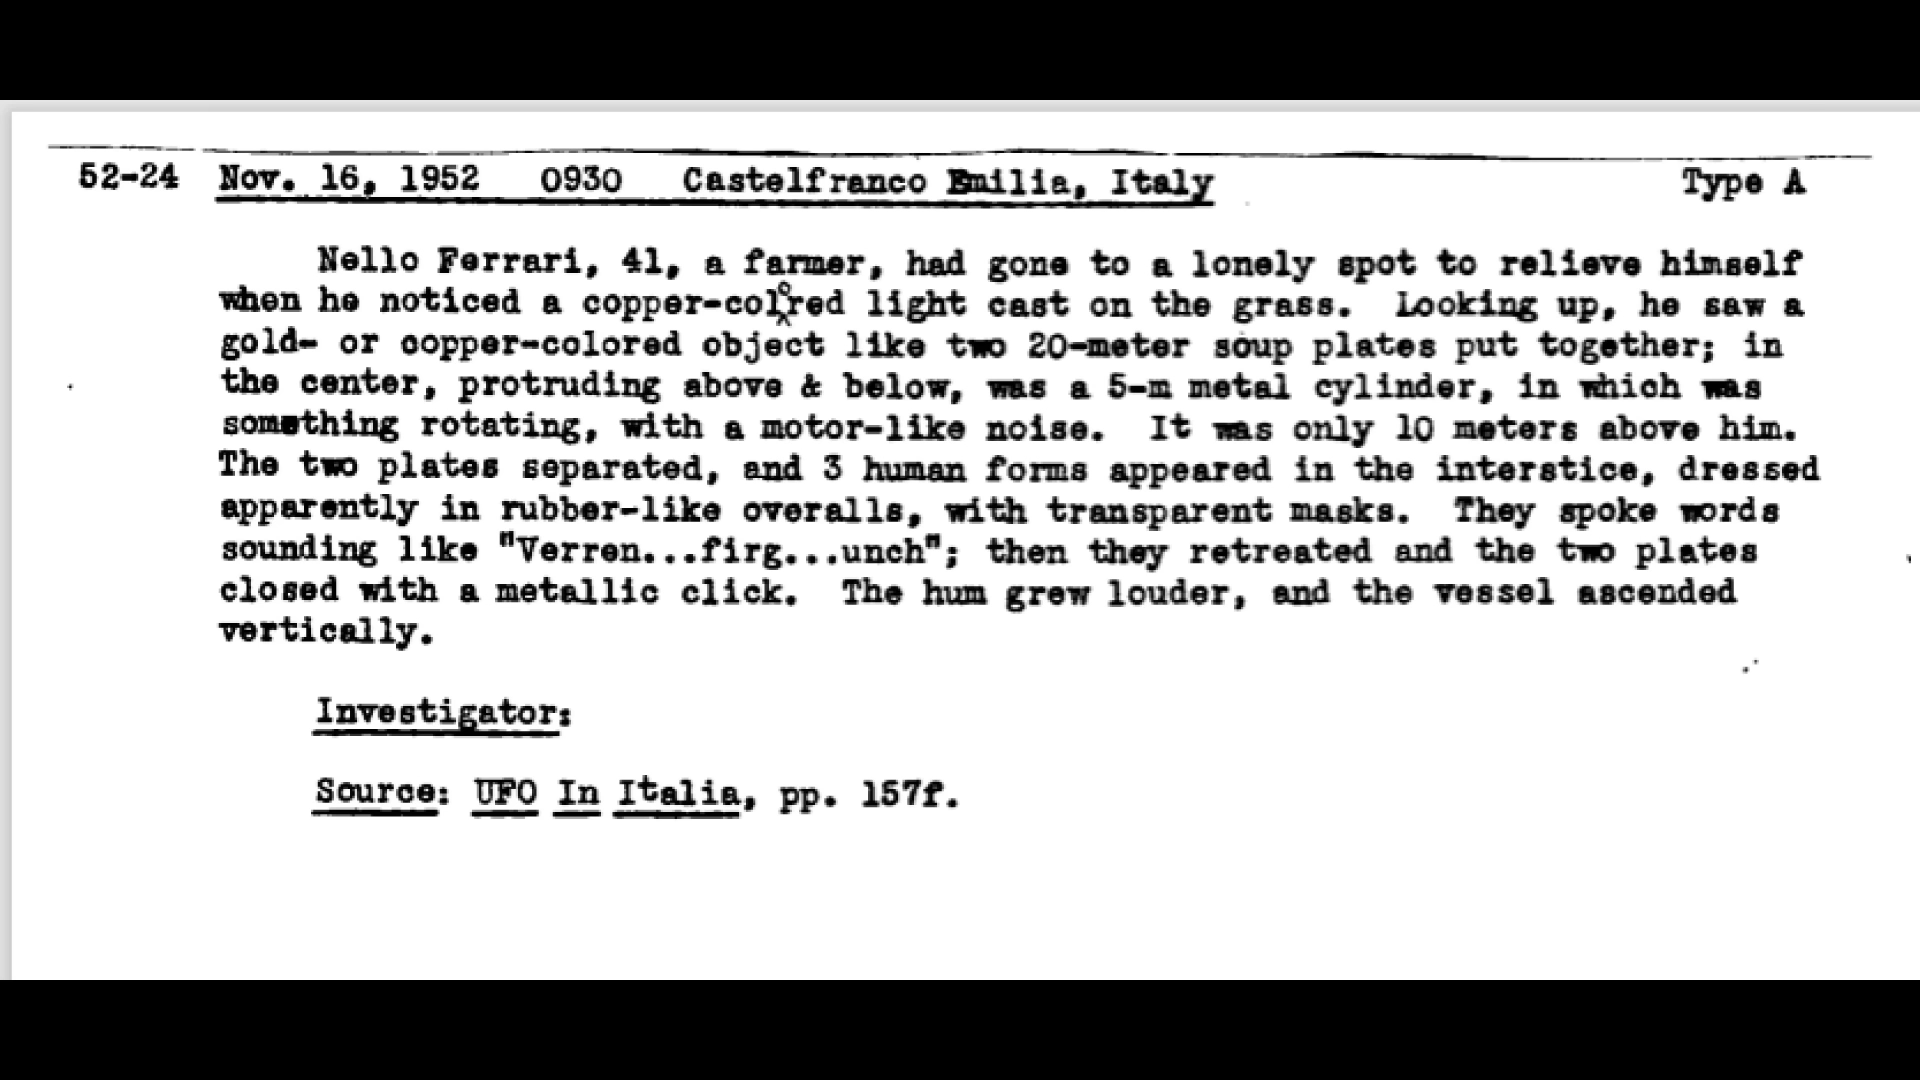 52-24 Nov. 16, 1952 0930 Castelfranco Emilia, Italy Type A
Nello Ferrari, 41, a farmer, had gone to a lonely spot to relieve himself
when he noticed a copper-colored light cast on the grass. Looking up, he saw a
gold- or copper-colored object like two 20-meter soup plates put together; in
the center, protruding above & below, was a 5-m metal cylinder, in which was
something rotating, with a motor-like noise. It was only 10 meters above him.
The two plates separated, and 3 human forms appeared in the interstice, dressed
apparently in rubber-like overalls, with transparent masks. They spoke words
sounding like "Verren...firg...unch"; then they retreated and the two plates
closed with a metallic click. The hum grew louder, and the vessel ascended
vertically.
Investigator:
Source: UFO In Italia, pp. 157f.